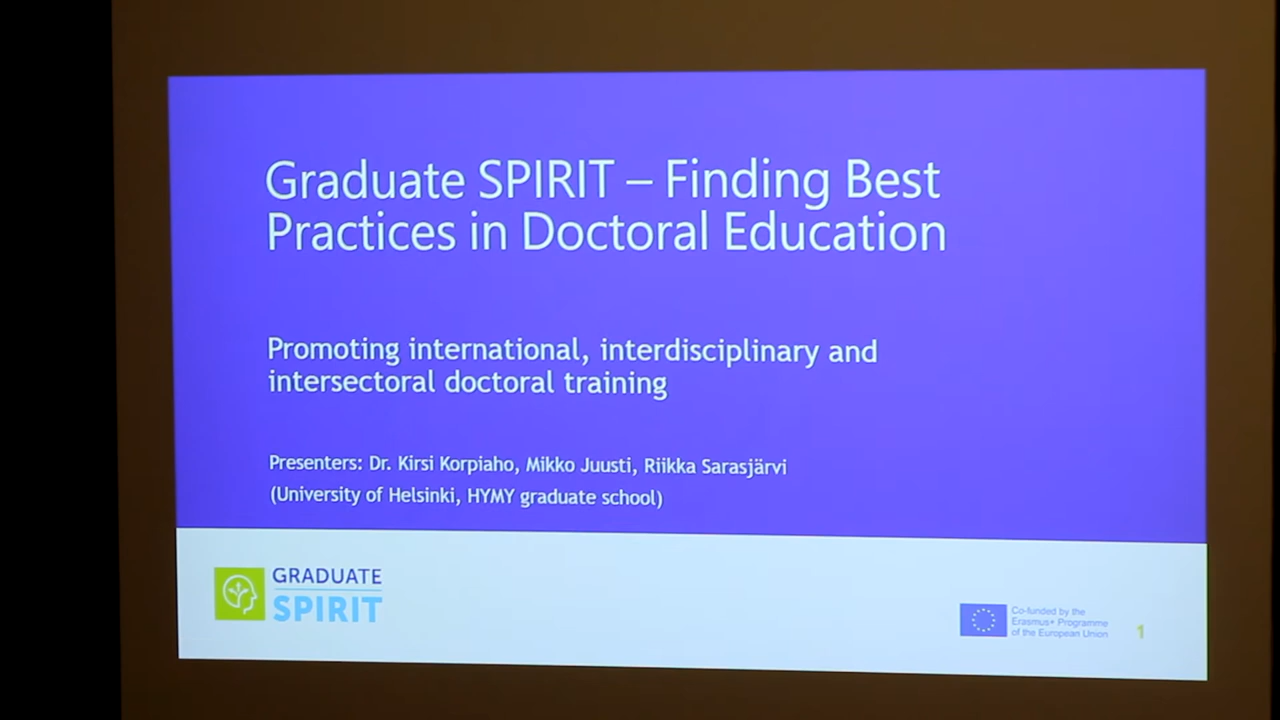 Graduate SPIRIT – Finding Best
Practices in Doctoral Education
Promoting international, interdisciplinary and
intersectoral doctoral training
Presenters: Dr. Kirsi Korpiaho, Mikko Juusti, Riikka Sarasjärvi
(University of Helsinki, HYMY graduate school)
GRADUATE
SPIRIT
Co-funded by the
Erasmus+ Programme
of the European Union
1